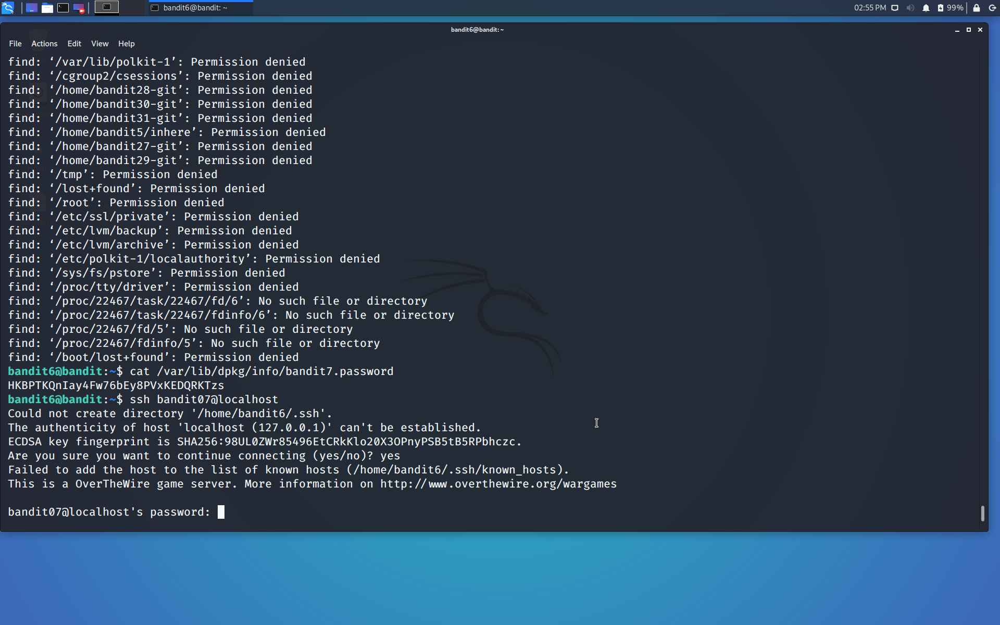 bandit6@bandit: ~
02:55 PM
99%
bandit6@bandit: ~
File Actions Edit View Help
find: ‘/var/lib/polkit-1’: Permission denied
find: ‘/cgroup2/csessions’: Permission denied
find: ‘/home/bandit28-git’: Permission denied
find: ‘/home/bandit30-git’: Permission denied
find: ‘/home/bandit31-git’: Permission denied
find: ‘/home/bandit5/inhere’: Permission denied
find: ‘/home/bandit27-git’: Permission denied
find: ‘/home/bandit29-git’: Permission denied
find: ‘/tmp’: Permission denied
find: ‘/lost+found’: Permission denied
find: ‘/root’: Permission denied
find: ‘/etc/ssl/private’: Permission denied
find: ‘/etc/lvm/backup’: Permission denied
find: ‘/etc/lvm/archive’: Permission denied
find: ‘/etc/polkit-1/localauthority’: Permission denied
find: ‘/sys/fs/pstore’: Permission denied
find: ‘/proc/tty/driver’: Permission denied
find: ‘/proc/22467/task/22467/fd/6’: No such file or directory
find: ‘/proc/22467/task/22467/fdinfo/6’: No such file or directory
find: ‘/proc/22467/fd/5’: No such file or directory
find: ‘/proc/22467/fdinfo/5’: No such file or directory
find: ‘/boot/lost+found’: Permission denied
bandit6@bandit:~$ cat /var/lib/dpkg/info/bandit7.password
HKBPTKQnIay4Fw76bEy8PVxKEDQRKTzs
bandit6@bandit:~$ ssh bandit07@localhost
Could not create directory '/home/bandit6/.ssh'.
The authenticity of host 'localhost (127.0.0.1)' can't be established.
ECDSA key fingerprint is SHA256:98UL0ZWr85496EtCRkKlo20X3OPnyPSB5tB5RPbhczc.
Are you sure you want to continue connecting (yes/no)? yes
Failed to add the host to the list of known hosts (/home/bandit6/.ssh/known_hosts).
This is a OverTheWire game server. More information on http://www.overthewire.org/wargames
bandit07@localhost's password: